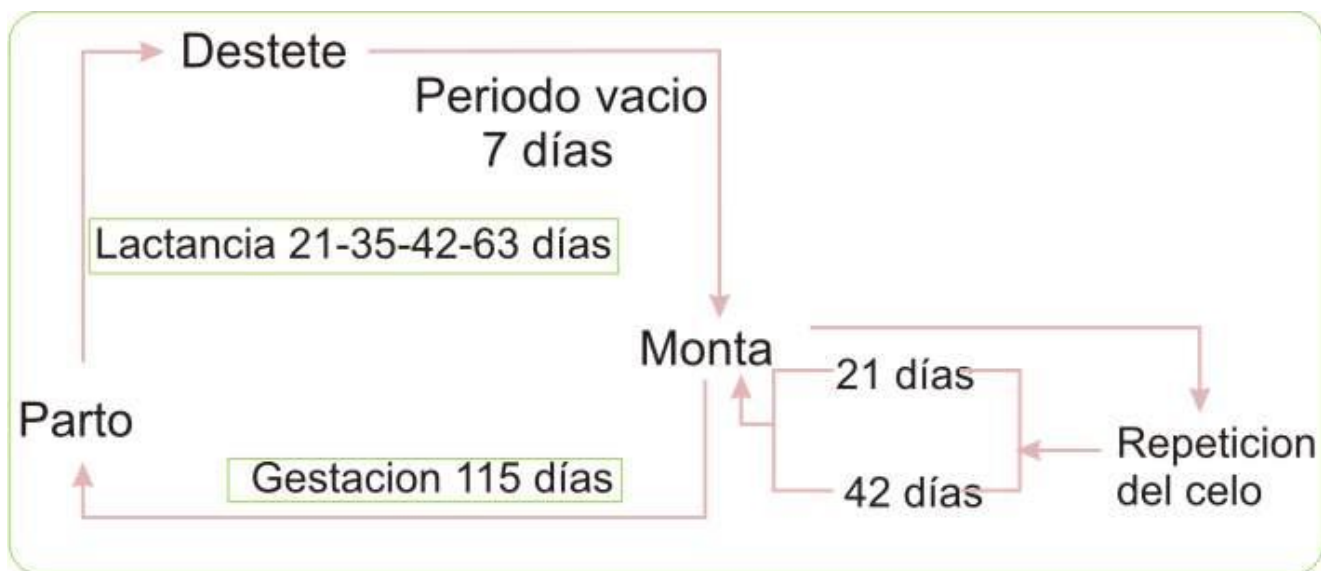 Destete
Periodo vacio
7 días
Lactancia 21-35-42-63 días
Monta
21 días
Parto
Repeticion
del celo
Gestacion 115 días
42 días